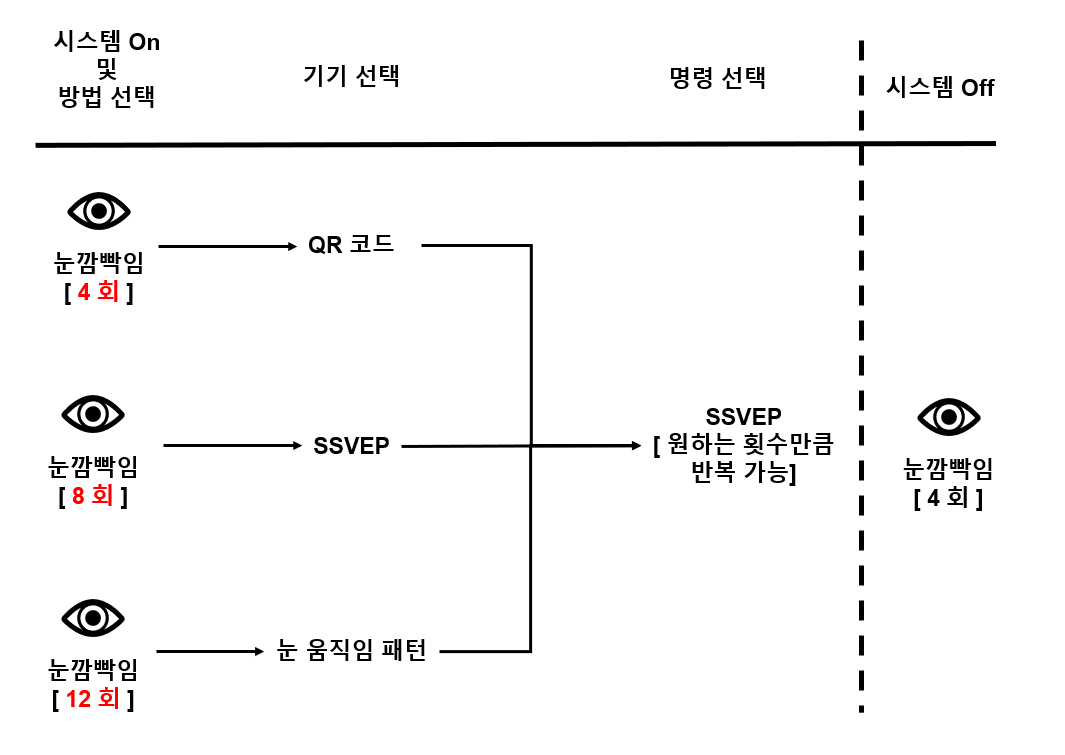 시스템 On
및
방법 선택
기기 선택
명령 선택
시스템 Off
눈깜빡임
[ 4 회 ]
QR 코드
눈깜빡임
[ 8 회 ]
SSVEP
SSVEP
[ 원하는 횟수만큼
반복 가능]
눈깜빡임
[ 4 회 ]
눈깜빡임
[ 12 회 ]
눈 움직임 패턴